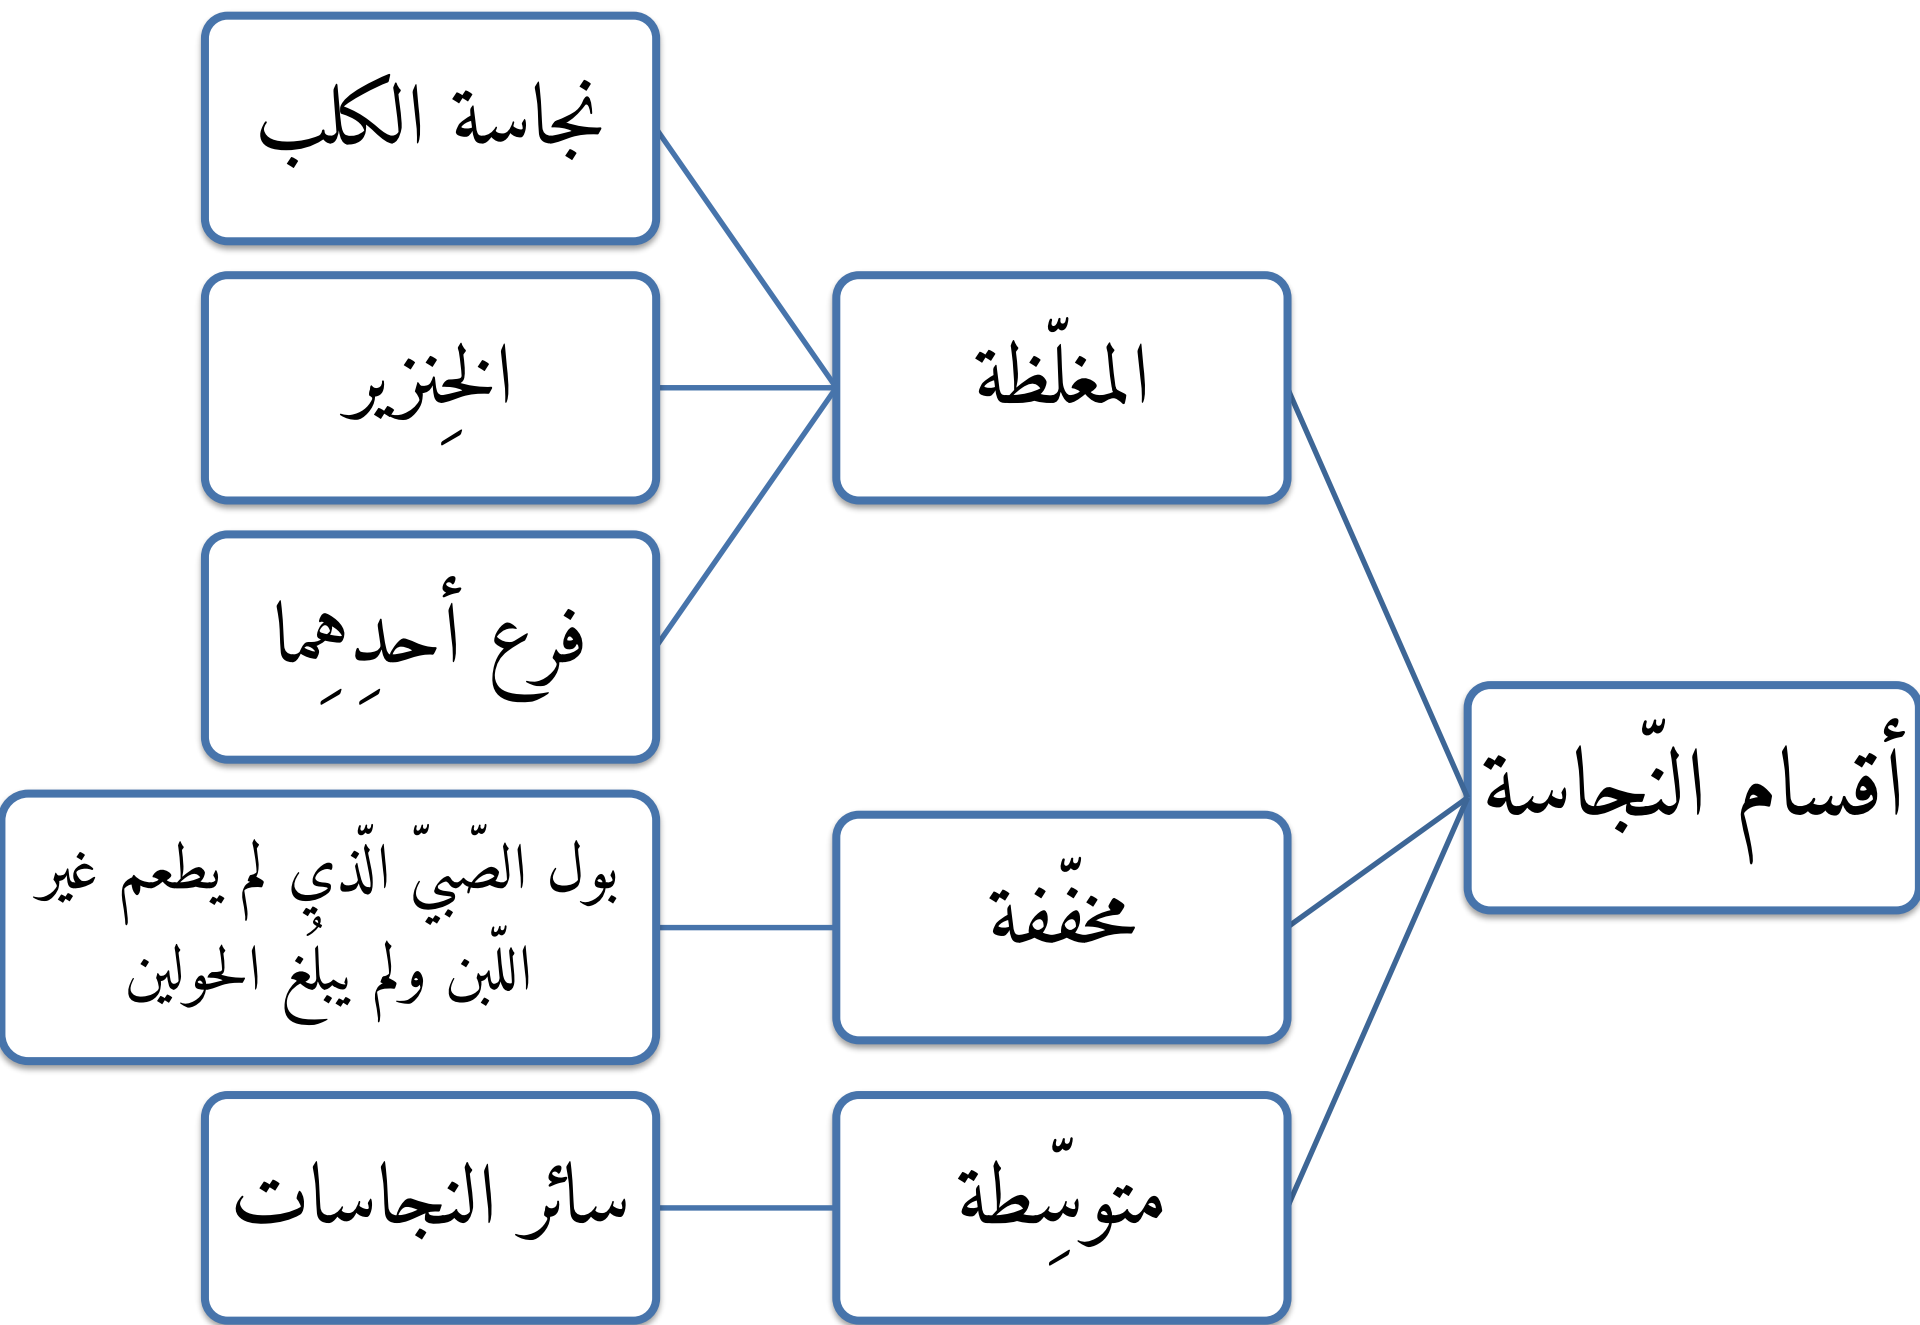 أقسام النّجاسة
المغلّظة
نجاسة الكلب
الخِنزير
فرع أحدِهِما
مخفّفة
بول الصّبيّ الّذي لم يطعم غير
اللّبن ولم يبلُغ الحولين
متوسِّطة
سائر النجاسات